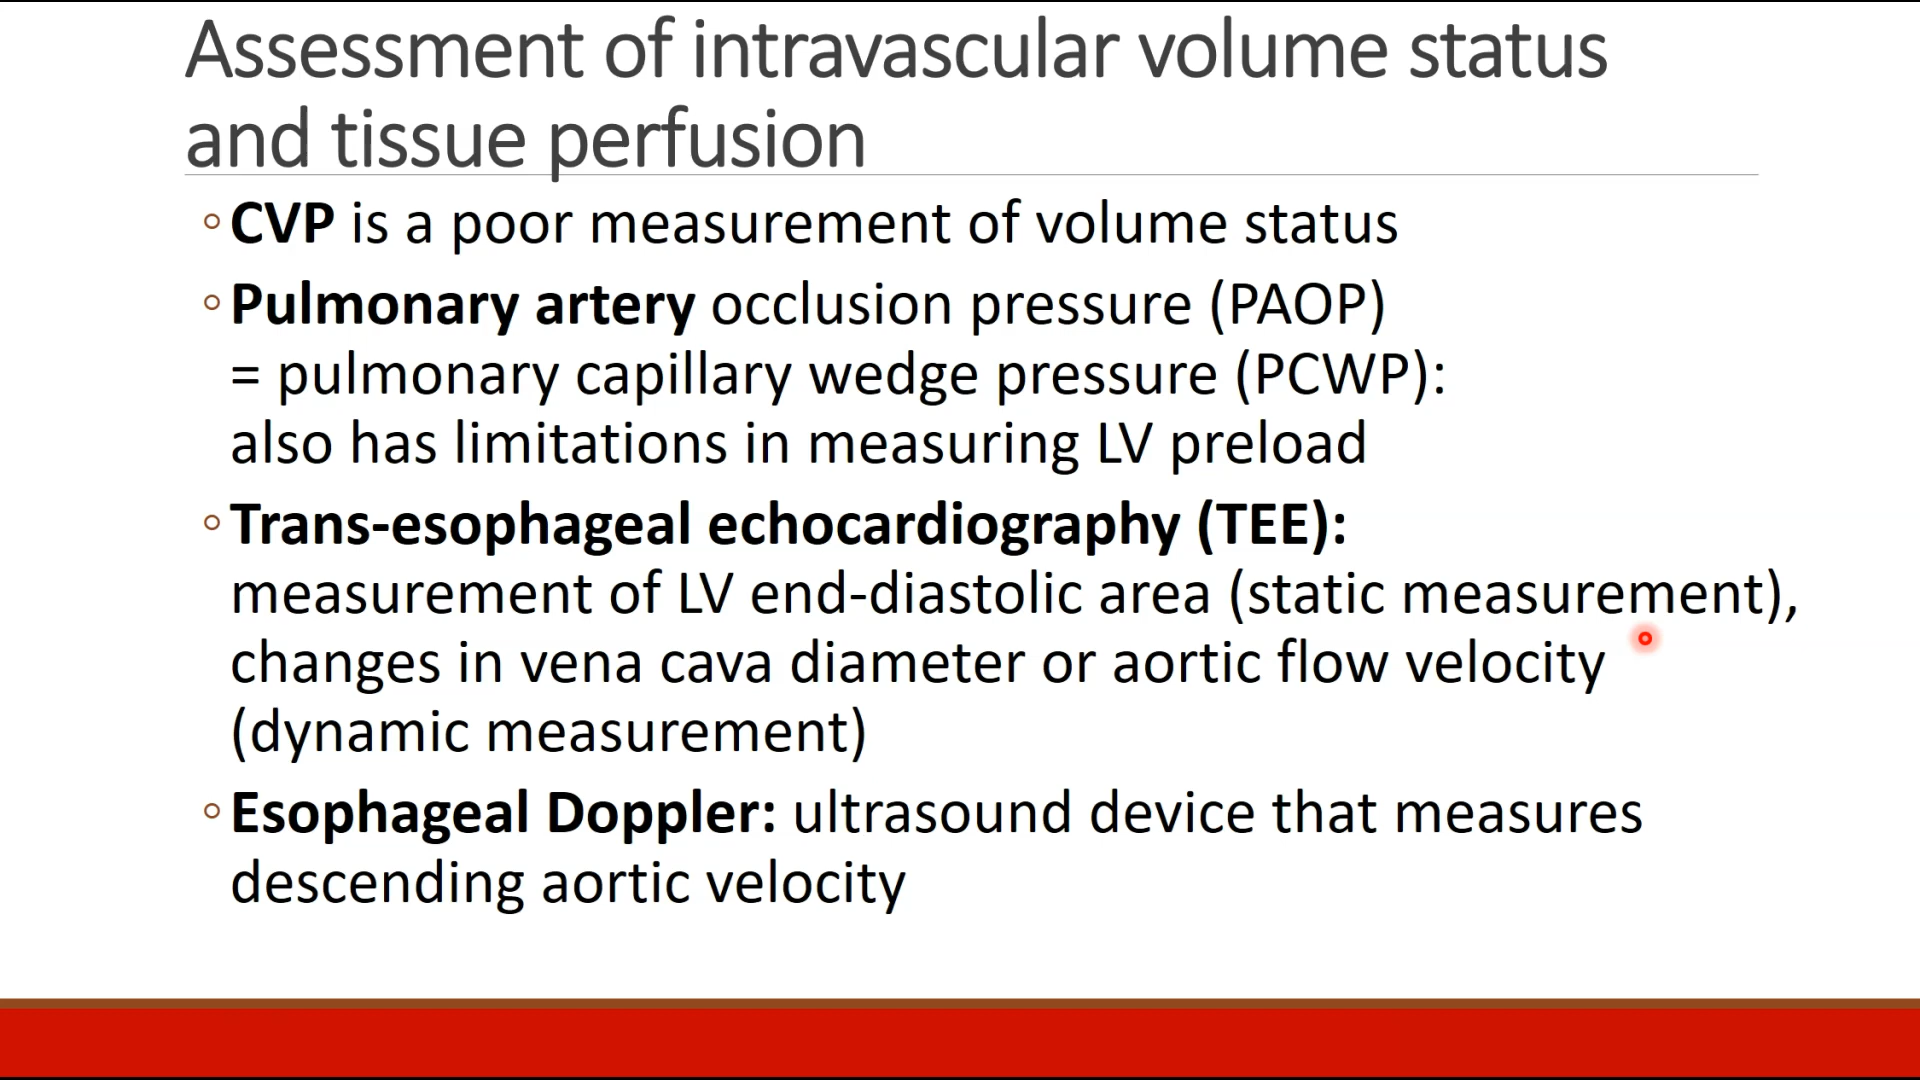 Assessment of intravascular volume status
and tissue perfusion
◦CVP is a poor measurement of volume status
◦Pulmonary artery occlusion pressure (PAOP)
= pulmonary capillary wedge pressure (PCWP):
also has limitations in measuring LV preload
◦Trans-esophageal echocardiography (TEE):
measurement of LV end-diastolic area (static measurement),
changes in vena cava diameter or aortic flow velocity
(dynamic measurement)
◦Esophageal Doppler: ultrasound device that measures
descending aortic velocity